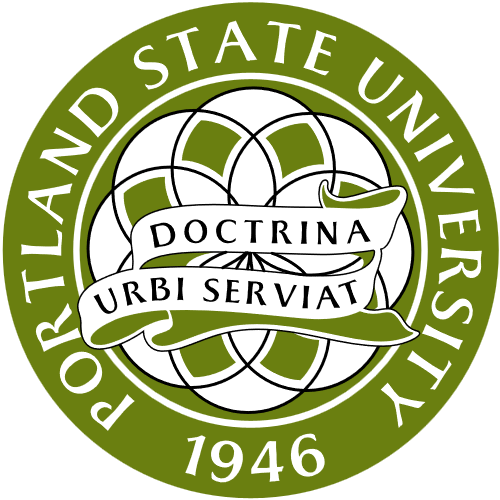 PORTLAND STATE UNIVERSITY
DOCTRINA
URBI SERVIAT
1946